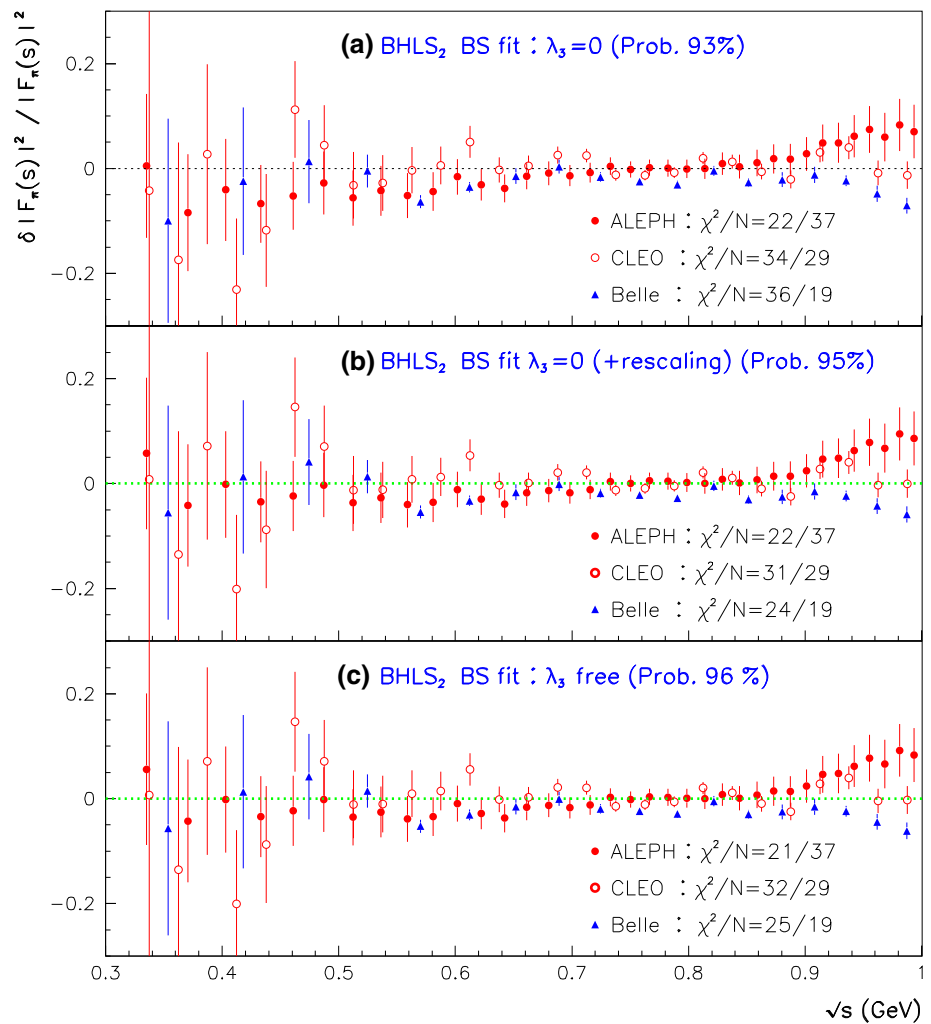 δ |Fπ(s)|² / |Fπ(s)|²
(a) BHLS₂ BS fit : λ₃=0 (Prob. 93%)
0.2
0
−0.2
ALEPH : χ²/N=22/37
CLEO : χ²/N=34/29
Belle : χ²/N=36/19
(b) BHLS₂ BS fit λ₃=0 (+rescaling) (Prob. 95%)
0.2
0
−0.2
ALEPH : χ²/N=22/37
CLEO : χ²/N=31/29
Belle : χ²/N=24/19
(c) BHLS₂ BS fit : λ₃ free (Prob. 96 %)
0.2
0
−0.2
ALEPH : χ²/N=21/37
CLEO : χ²/N=32/29
Belle : χ²/N=25/19
0.3 0.4 0.5 0.6 0.7 0.8 0.9 1
√s (GeV)